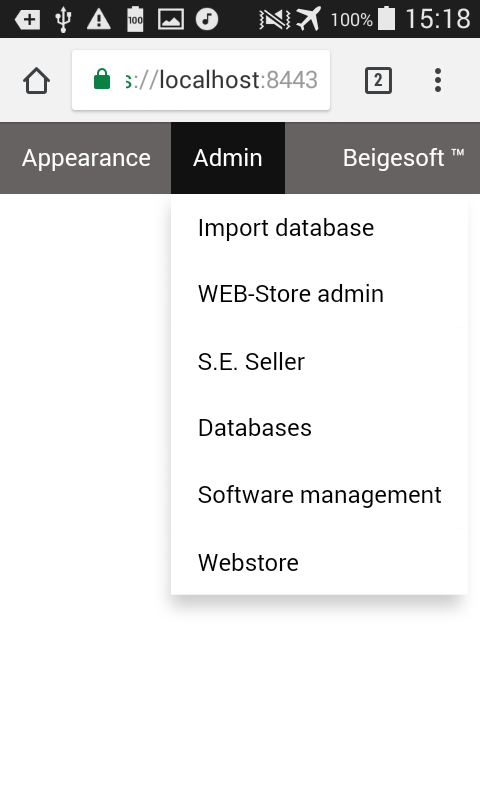 100 100% 15:18
s://localhost:8443 2
Appearance Admin Beigesoft ™
Import database
WEB-Store admin
S.E. Seller
Databases
Software management
Webstore